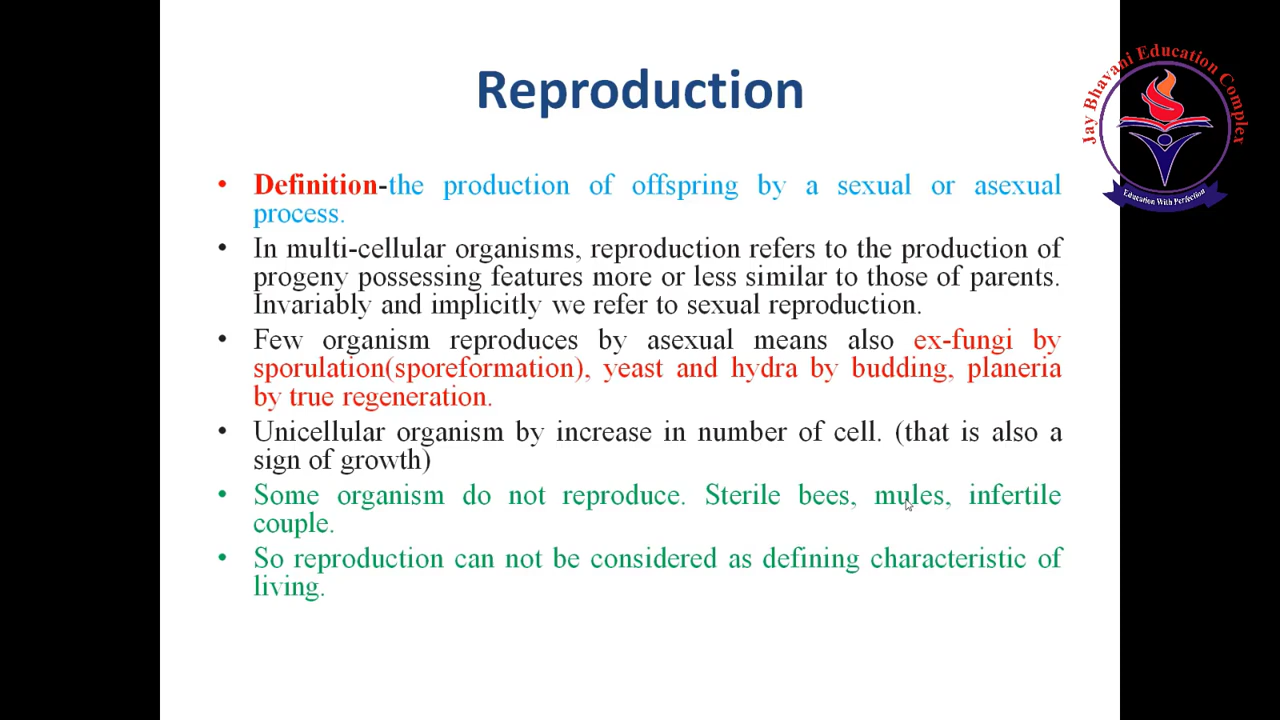 Reproduction
Jay Bhavani Education Complex
Education With Perfection
• Definition-the production of offspring by a sexual or asexual
process.
• In multi-cellular organisms, reproduction refers to the production of
progeny possessing features more or less similar to those of parents.
Invariably and implicitly we refer to sexual reproduction.
• Few organism reproduces by asexual means also ex-fungi by
sporulation(sporeformation), yeast and hydra by budding, planeria
by true regeneration.
• Unicellular organism by increase in number of cell. (that is also a
sign of growth)
• Some organism do not reproduce. Sterile bees, mules, infertile
couple.
• So reproduction can not be considered as defining characteristic of
living.